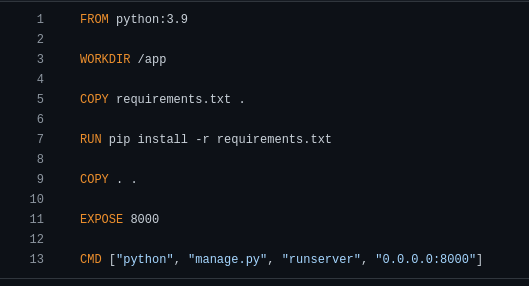 1 FROM python:3.9
2
3 WORKDIR /app
4
5 COPY requirements.txt .
6
7 RUN pip install -r requirements.txt
8
9 COPY . .
10
11 EXPOSE 8000
12
13 CMD ["python", "manage.py", "runserver", "0.0.0.0:8000"]